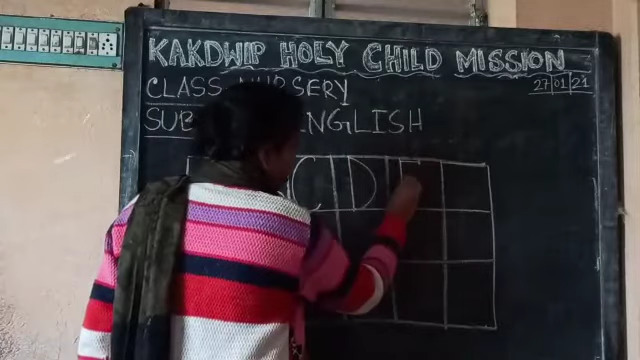 KAKDWIP HOLY CHILD MISSION
CLASS NURSERY 27 01 21
SUB ENGLISH
C D